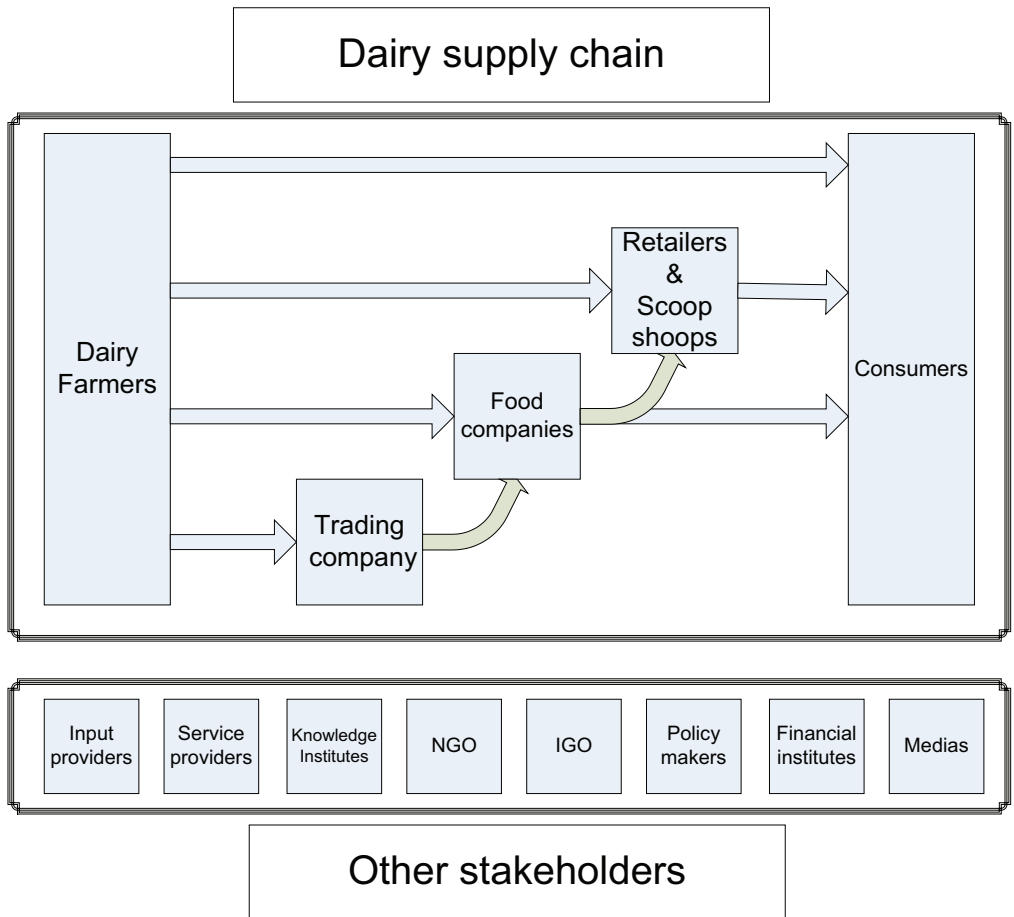 Dairy supply chain
Retailers
&
Scoop
shoops
Dairy
Farmers
Consumers
Food
companies
Trading
company
Input
providers
Service
providers
Knowledge
Institutes
NGO
IGO
Policy
makers
Financial
institutes
Medias
Other stakeholders